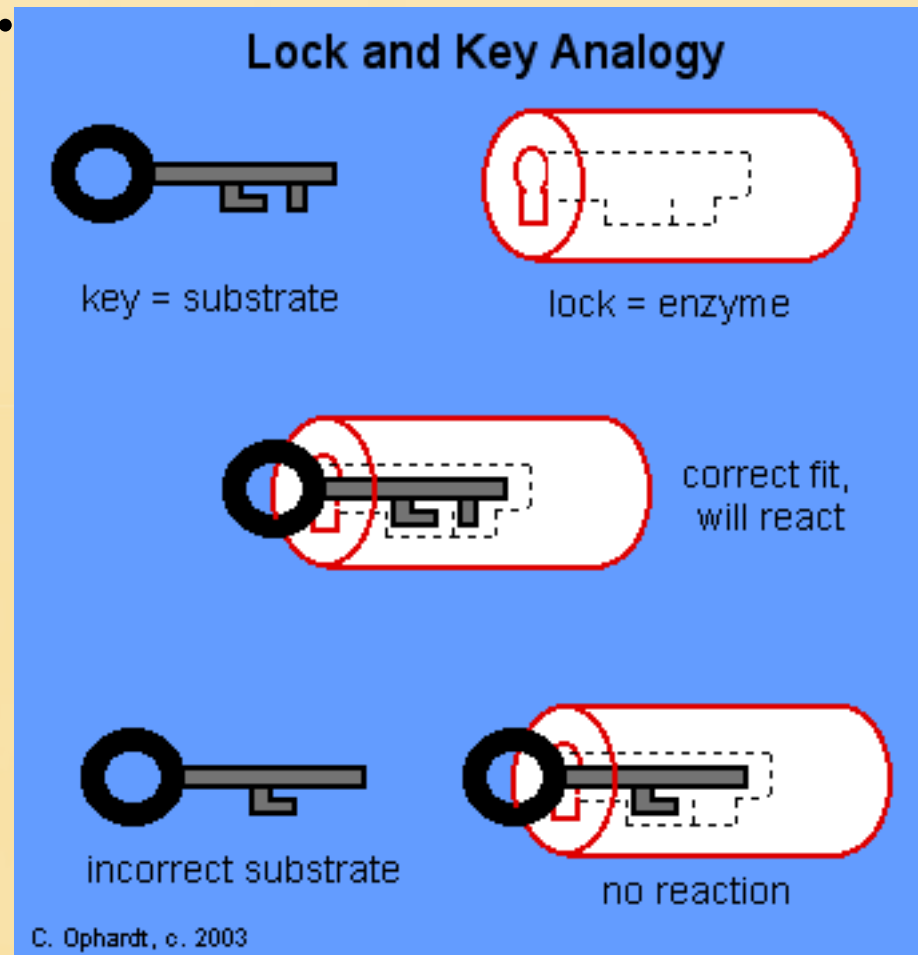 Lock and Key Analogy
key = substrate
lock = enzyme
correct fit,
will react
incorrect substrate
no reaction
C. Ophardt, c. 2003